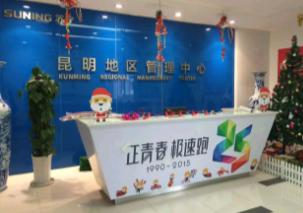 SUNING
昆明地区管理中心
KUNMING REGIONAL MANAGEMENT CENTER
正青春 极速跑 25
1990-2015